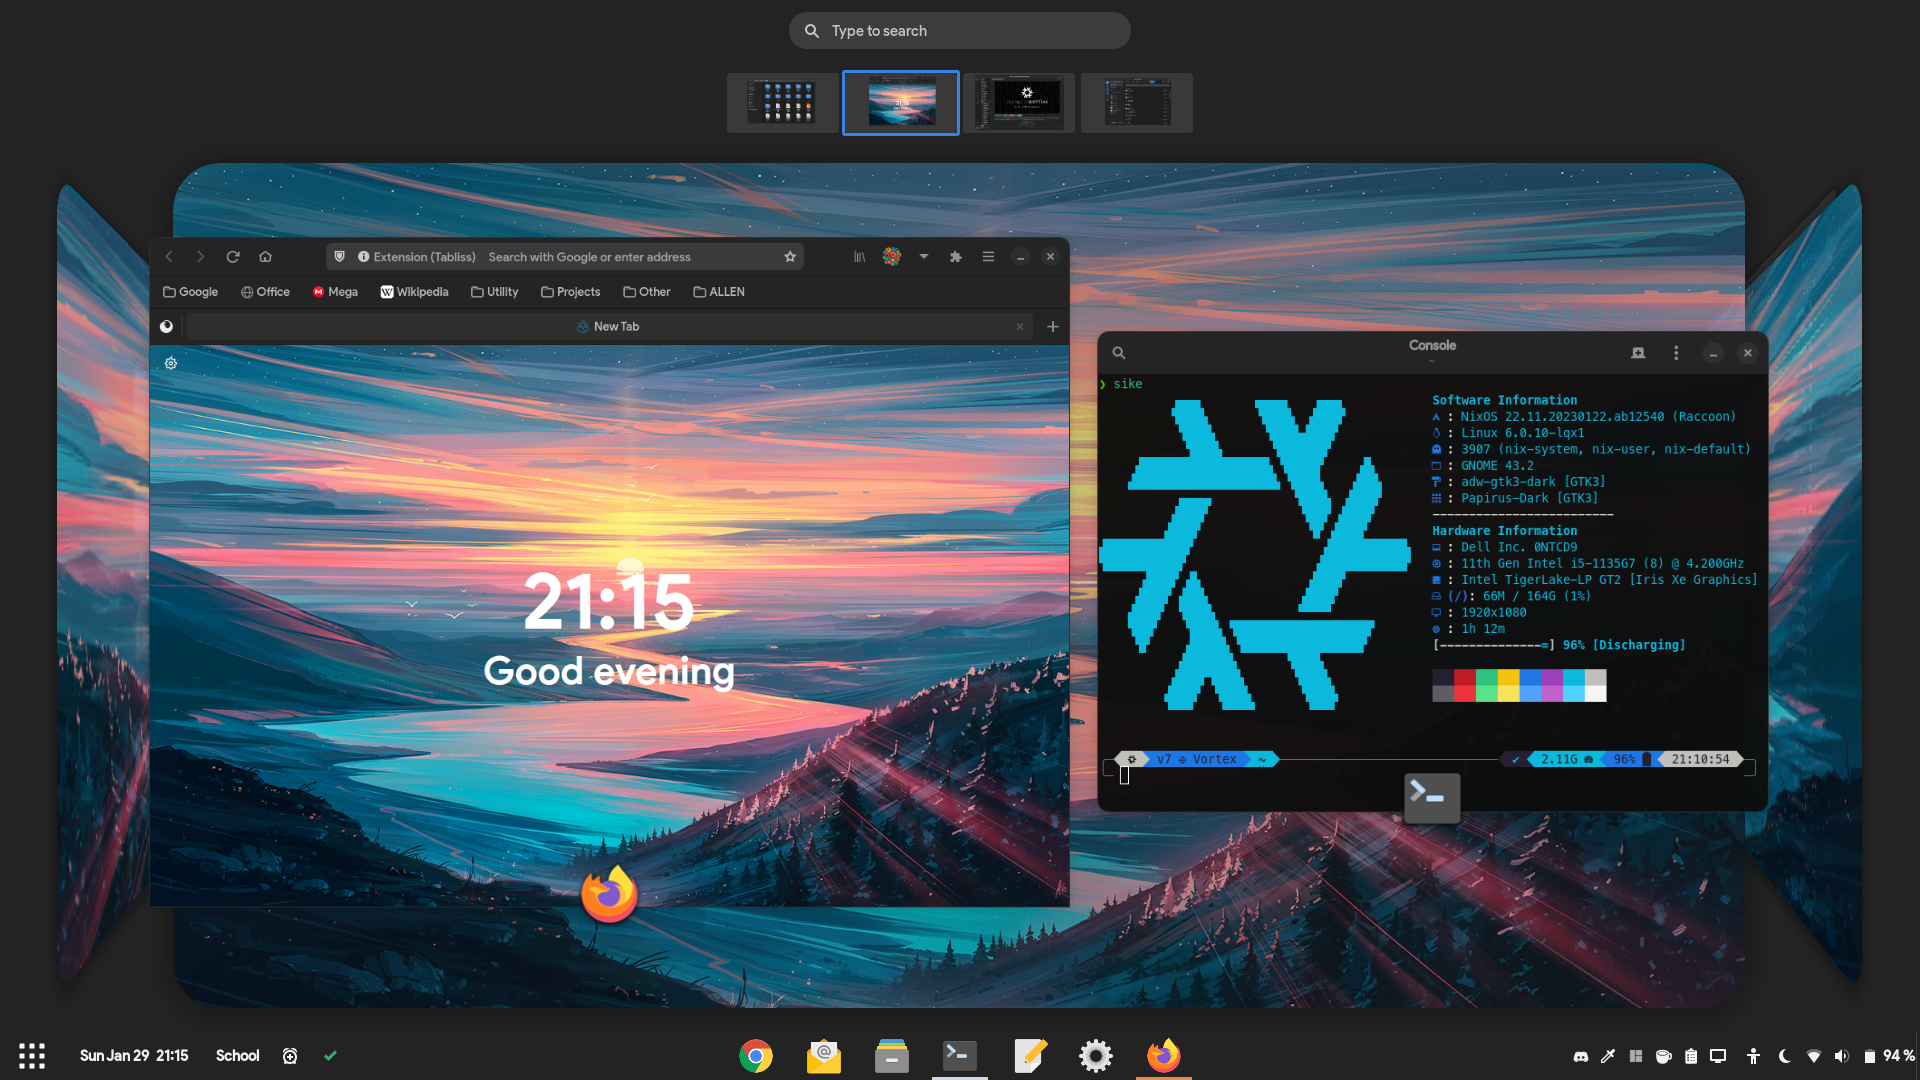 Type to search
Extension (Tabliss) Search with Google or enter address
Google Office Mega Wikipedia Utility Projects Other ALLEN
New Tab
21:15
Good evening
Console
~
❯ sike
Software Information
: NixOS 22.11.20230122.ab12540 (Raccoon)
: Linux 6.0.10-lqx1
: 3907 (nix-system, nix-user, nix-default)
: GNOME 43.2
: adw-gtk3-dark [GTK3]
: Papirus-Dark [GTK3]
-------------------------
Hardware Information
: Dell Inc. 0NTCD9
: 11th Gen Intel i5-1135G7 (8) @ 4.200GHz
: Intel TigerLake-LP GT2 [Iris Xe Graphics]
(/): 66M / 164G (1%)
: 1920x1080
: 1h 12m
[--------------=] 96% [Discharging]
v7 Vortex ~ ✔ 2.11G 96% 21:10:54
Sun Jan 29 21:15 School 94 %